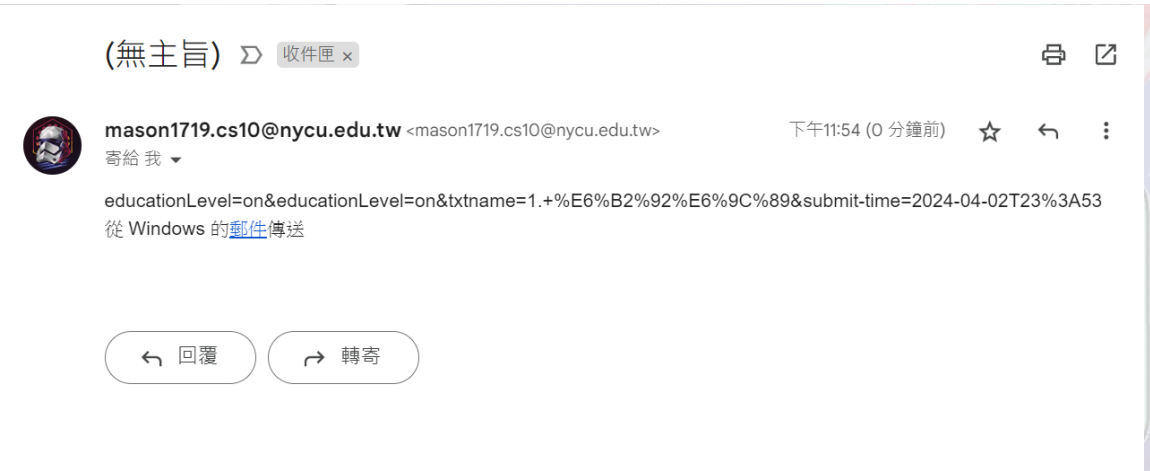 (無主旨) 收件匣 ×
mason1719.cs10@nycu.edu.tw <mason1719.cs10@nycu.edu.tw> 下午11:54 (0 分鐘前)
寄給 我
educationLevel=on&educationLevel=on&txtname=1.+%E6%B2%92%E6%9C%89&submit-time=2024-04-02T23%3A53
從 Windows 的郵件傳送
回覆 轉寄